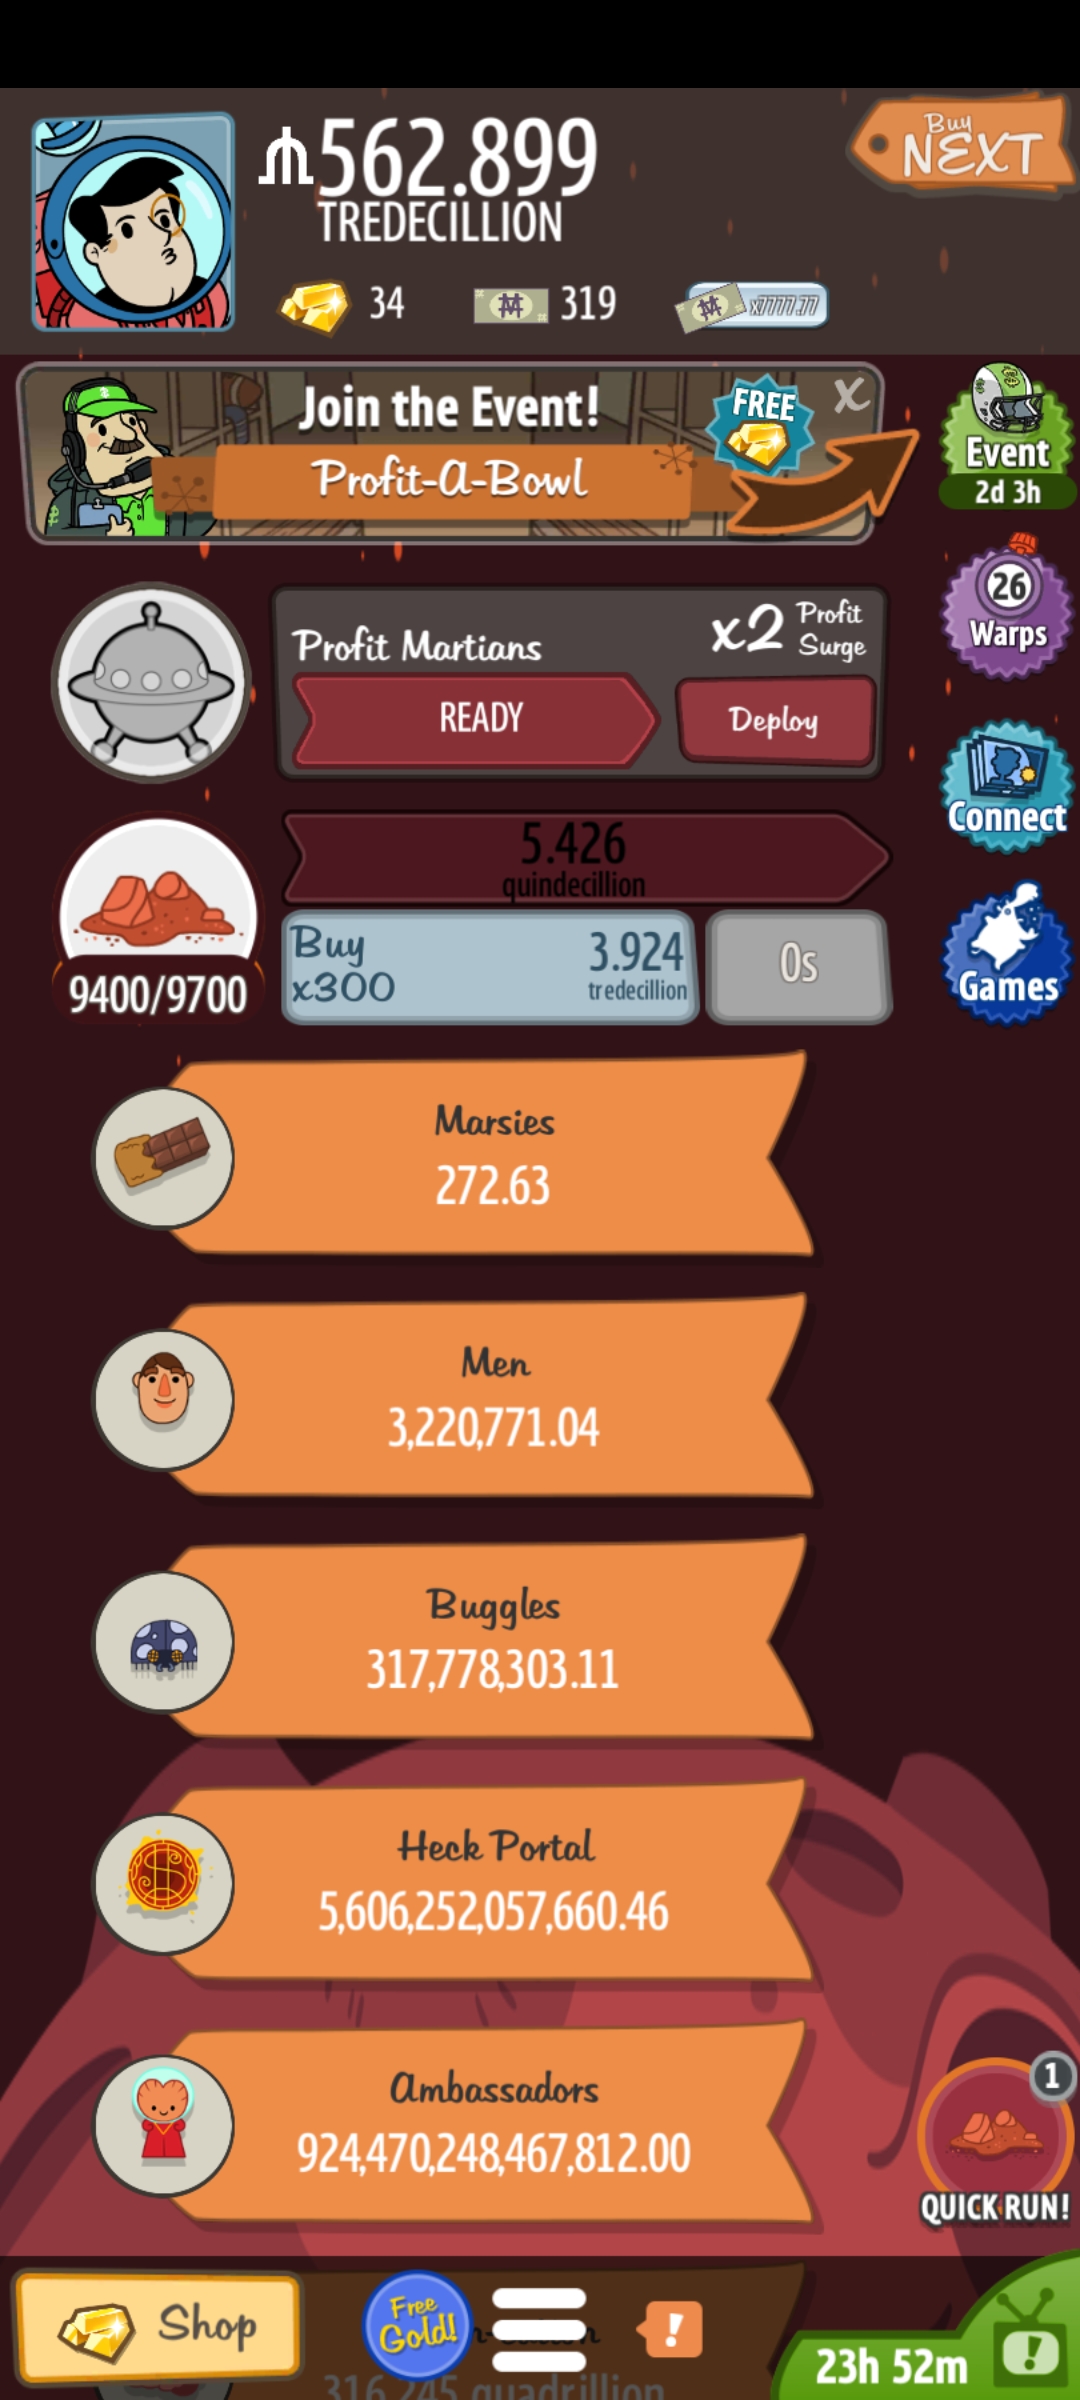 562.899
TREDECILLION
Buy
NEXT
34
319
x7777.77
Join the Event!
FREE
X
Profit-A-Bowl
Event
2d 3h
Profit Martians
x2 Profit Surge
READY
Deploy
26
Warps
5.426
quindecillion
Connect
9400/9700
Buy
x300
3.924
tredecillion
0s
Games
Marsies
272.63
Men
3,220,771.04
Buggles
317,778,303.11
Heck Portal
5,606,252,057,660.46
Ambassadors
924,470,248,467,812.00
1
QUICK RUN!
Shop
Free
Gold!
!
23h 52m
!
316.245 quadrillion